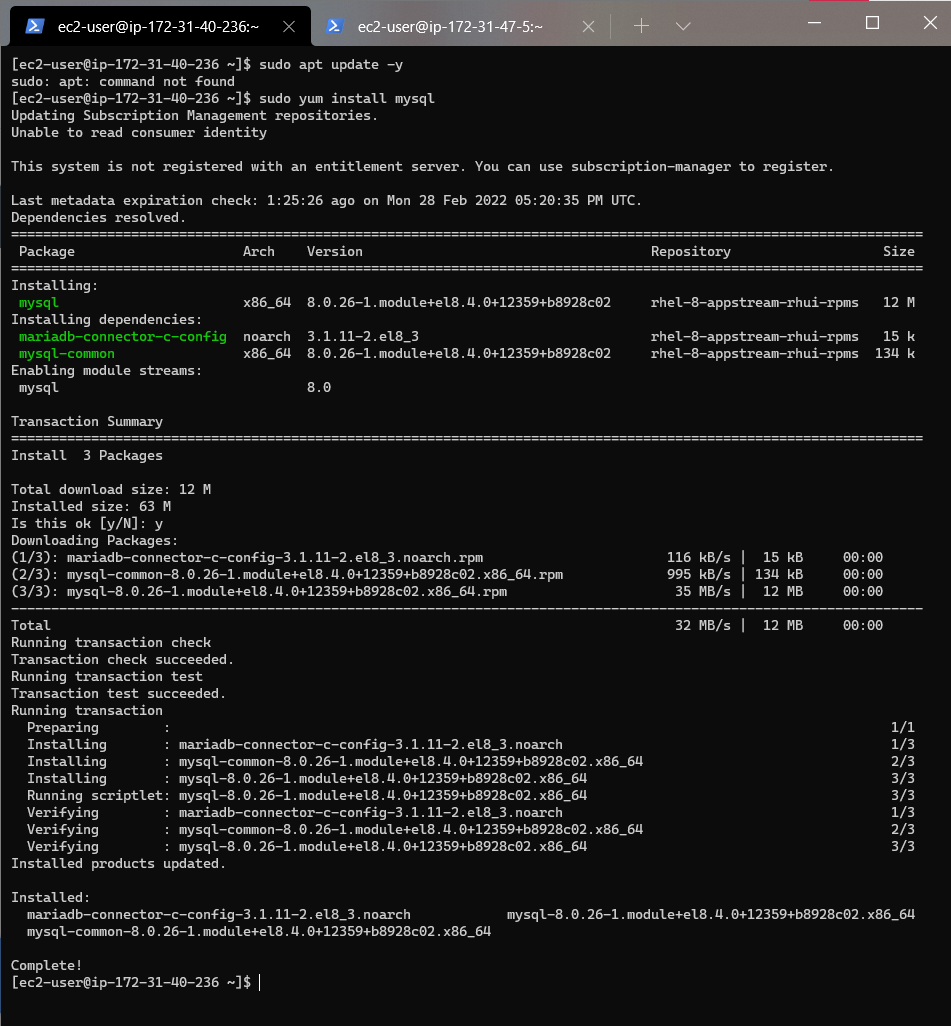 ec2-user@ip-172-31-40-236:~ ec2-user@ip-172-31-47-5:~
[ec2-user@ip-172-31-40-236 ~]$ sudo apt update -y
sudo: apt: command not found
[ec2-user@ip-172-31-40-236 ~]$ sudo yum install mysql
Updating Subscription Management repositories.
Unable to read consumer identity
This system is not registered with an entitlement server. You can use subscription-manager to register.
Last metadata expiration check: 1:25:26 ago on Mon 28 Feb 2022 05:20:35 PM UTC.
Dependencies resolved.
================================================================================
Package Arch Version Repository Size
================================================================================
Installing:
mysql x86_64 8.0.26-1.module+el8.4.0+12359+b8928c02 rhel-8-appstream-rhui-rpms 12 M
Installing dependencies:
mariadb-connector-c-config noarch 3.1.11-2.el8_3 rhel-8-appstream-rhui-rpms 15 k
mysql-common x86_64 8.0.26-1.module+el8.4.0+12359+b8928c02 rhel-8-appstream-rhui-rpms 134 k
Enabling module streams:
mysql 8.0
Transaction Summary
================================================================================
Install 3 Packages
Total download size: 12 M
Installed size: 63 M
Is this ok [y/N]: y
Downloading Packages:
(1/3): mariadb-connector-c-config-3.1.11-2.el8_3.noarch.rpm 116 kB/s | 15 kB 00:00
(2/3): mysql-common-8.0.26-1.module+el8.4.0+12359+b8928c02.x86_64.rpm 995 kB/s | 134 kB 00:00
(3/3): mysql-8.0.26-1.module+el8.4.0+12359+b8928c02.x86_64.rpm 35 MB/s | 12 MB 00:00
--------------------------------------------------------------------------------
Total 32 MB/s | 12 MB 00:00
Running transaction check
Transaction check succeeded.
Running transaction test
Transaction test succeeded.
Running transaction
Preparing : 1/1
Installing : mariadb-connector-c-config-3.1.11-2.el8_3.noarch 1/3
Installing : mysql-common-8.0.26-1.module+el8.4.0+12359+b8928c02.x86_64 2/3
Installing : mysql-8.0.26-1.module+el8.4.0+12359+b8928c02.x86_64 3/3
Running scriptlet: mysql-8.0.26-1.module+el8.4.0+12359+b8928c02.x86_64 3/3
Verifying : mariadb-connector-c-config-3.1.11-2.el8_3.noarch 1/3
Verifying : mysql-common-8.0.26-1.module+el8.4.0+12359+b8928c02.x86_64 2/3
Verifying : mysql-8.0.26-1.module+el8.4.0+12359+b8928c02.x86_64 3/3
Installed products updated.
Installed:
mariadb-connector-c-config-3.1.11-2.el8_3.noarch mysql-8.0.26-1.module+el8.4.0+12359+b8928c02.x86_64
mysql-common-8.0.26-1.module+el8.4.0+12359+b8928c02.x86_64
Complete!
[ec2-user@ip-172-31-40-236 ~]$